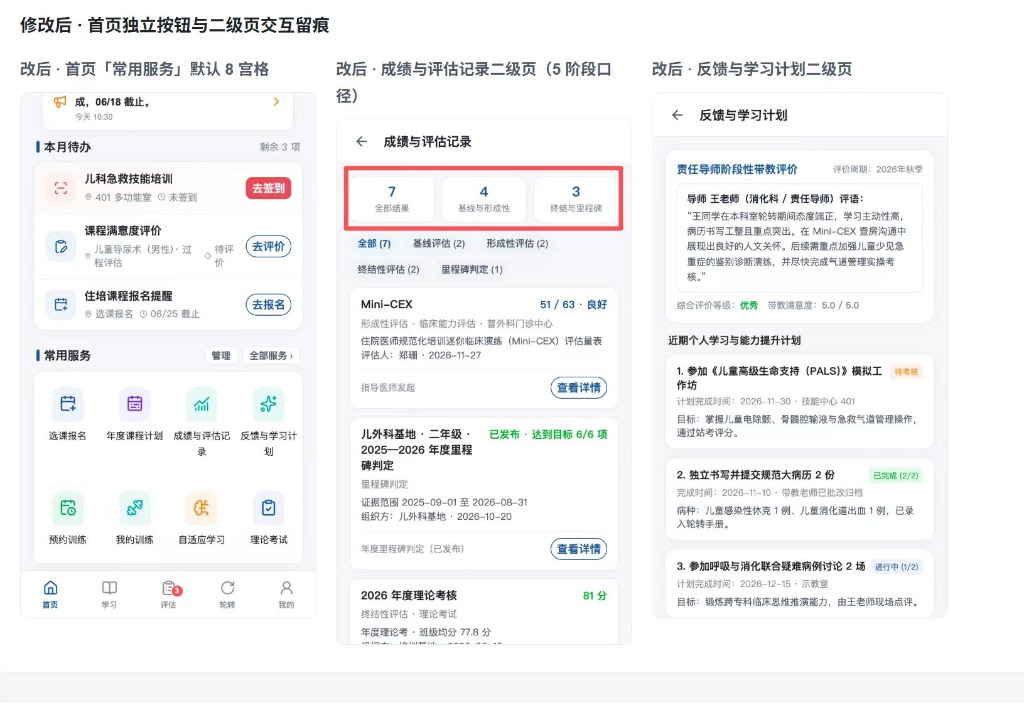 修改后 · 首页独立按钮与二级页交互留痕
改后 · 首页「常用服务」默认 8 宫格
成，06/18 截止。
今天 10:30
本月待办
剩余 3 项
儿科急救技能培训
401 多功能室 未签到
去签到
课程满意度评价
儿童导尿术（男性）· 过
程评估
待评
价
去评价
住培课程报名提醒
选课报名 06/25 截止
去报名
常用服务
管理
全部服务 ›
选课报名
年度课程计划
成绩与评估记
录
反馈与学习计
划
预约训练
我的训练
自适应学习
理论考试
首页
学习
3
评估
轮转
我的
改后 · 成绩与评估记录二级页（5 阶段口
径）
← 成绩与评估记录
7
全部结果
4
基线与形成性
3
终结与里程碑
全部 (7)
基线评估 (2)
形成性评估 (2)
终结性评估 (2)
里程碑判定 (1)
Mini-CEX
51 / 63 · 良好
形成性评估 · 临床能力评估 · 普外科门诊中心
住院医师规范化培训迷你临床演练（Mini-CEX）评估量表
评估人：郑珊 · 2026-11-27
指导医师发起
查看详情
儿外科基地 · 二年级 ·
2025—2026 年度里程
碑判定
已发布 · 达到目标 6/6 项
里程碑判定
证据范围 2025-09-01 至 2026-08-31
组织方：儿外科基地 · 2026-10-20
年度里程碑判定（已发布）
查看详情
2026 年度理论考核
81 分
终结性评估 · 理论考试
年度理论考 · 班级均分 77.8 分
改后 · 反馈与学习计划二级页
← 反馈与学习计划
责任导师阶段性带教评价
评价周期：2026年秋季
导师 王老师（消化科 / 责任导师）评语：
“王同学在本科室轮转期间态度端正，学习主动性高，
病历书写工整且重点突出。在 Mini-CEX 查房沟通中
展现出良好的人文关怀。后续需重点加强儿童少见急
重症的鉴别诊断演练，并尽快完成气道管理实操考
核。”
综合评价等级：优秀 带教满意度：5.0 / 5.0
近期个人学习与能力提升计划
1. 参加《儿童高级生命支持（PALS）》模拟工
作坊
待考核
计划完成时间：2026-11-30 · 技能中心 401
目标：掌握儿童电除颤、骨髓腔输液与急救气道管理操作，
通过站考评分。
2. 独立书写并提交规范大病历 2 份
已完成 (2/2)
完成时间：2026-11-10 · 带教老师已批改归档
病种：儿童感染性休克 1 例、儿童消化道出血 1 例，已录
入轮转手册。
3. 参加呼吸与消化联合疑难病例讨论 2 场
进行中 (1/2)
计划完成时间：2026-12-15 · 示教室
目标：锻炼跨专科临床思维推演能力，由王老师现场点评。